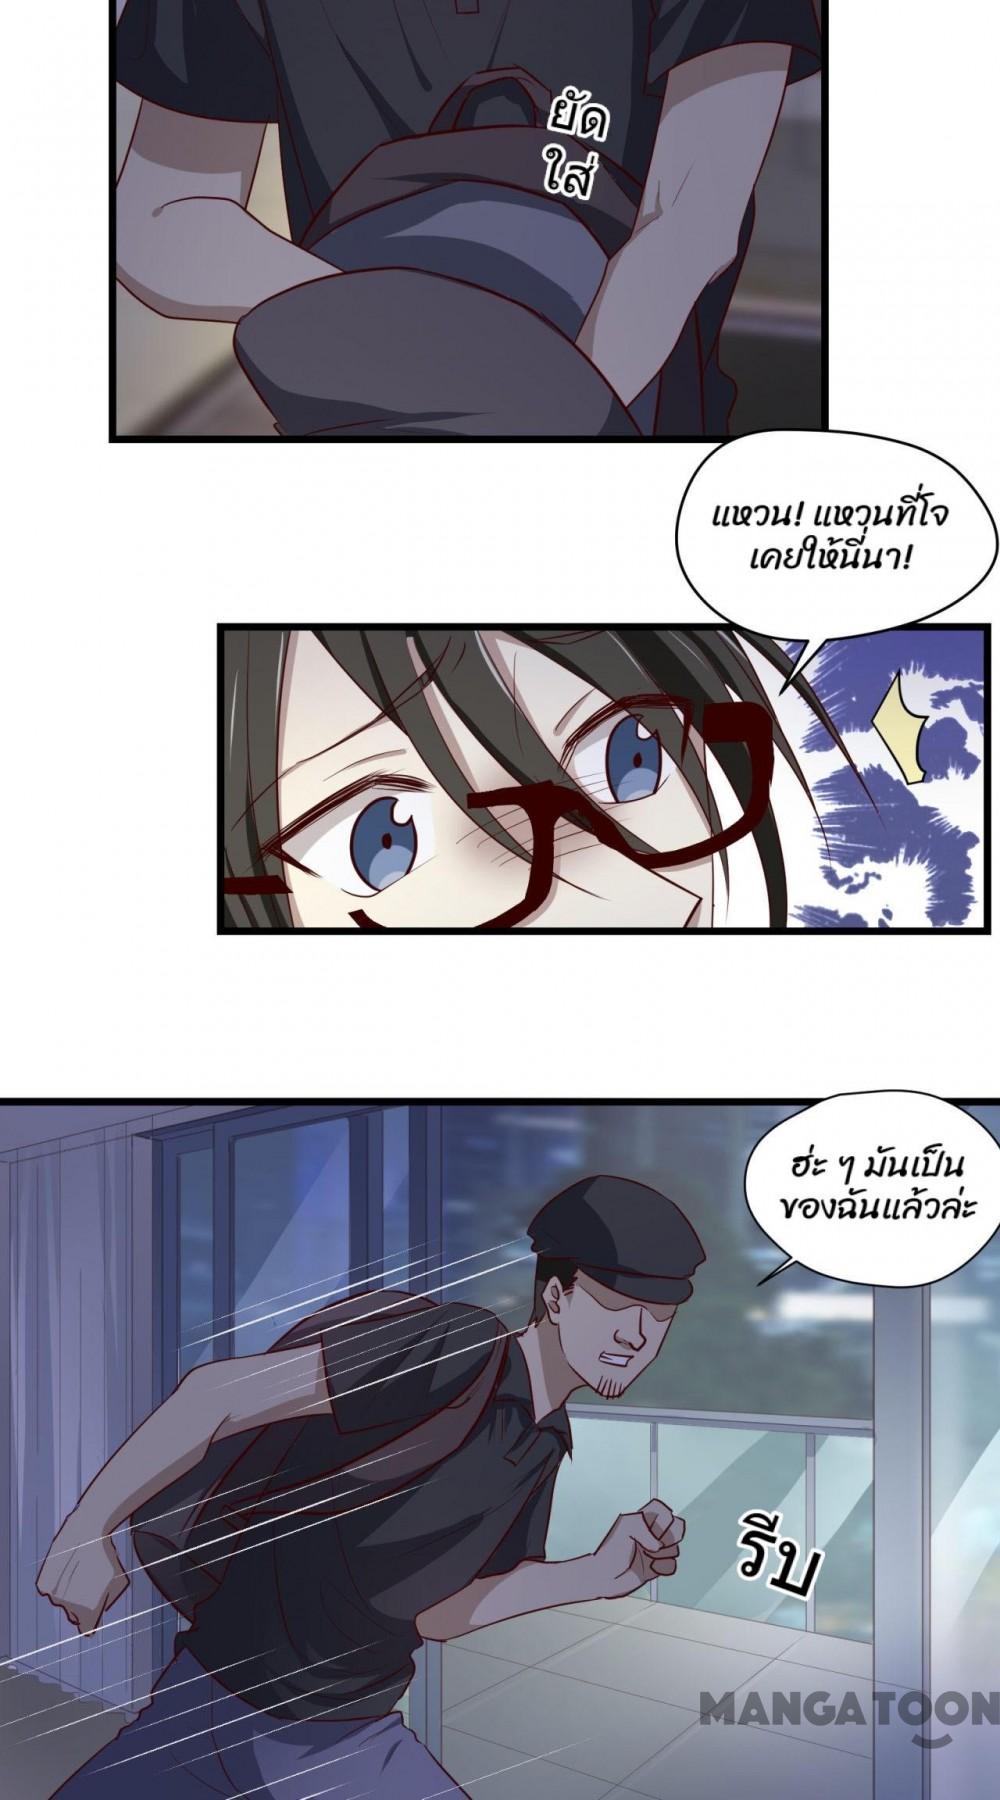 ยัด
ใส่
แหวน! แหวนที่โจ
เคยให้นี่นา!
ฮ่ะ ๆ มันเป็น
ของฉันแล้วล่ะ
รีบ
MANGATOON